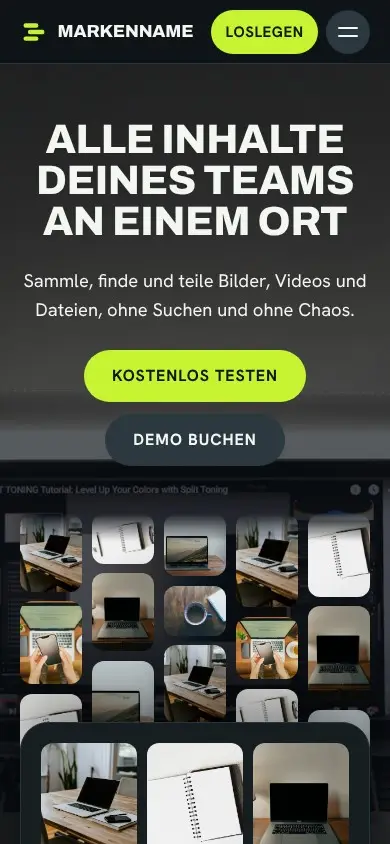 MARKENNAME
LOSLEGEN
ALLE INHALTE
DEINES TEAMS
AN EINEM ORT
Sammle, finde und teile Bilder, Videos und
Dateien, ohne Suchen und ohne Chaos.
KOSTENLOS TESTEN
DEMO BUCHEN
T TONING Tutorial: Level Up Your Colors with Split Toning